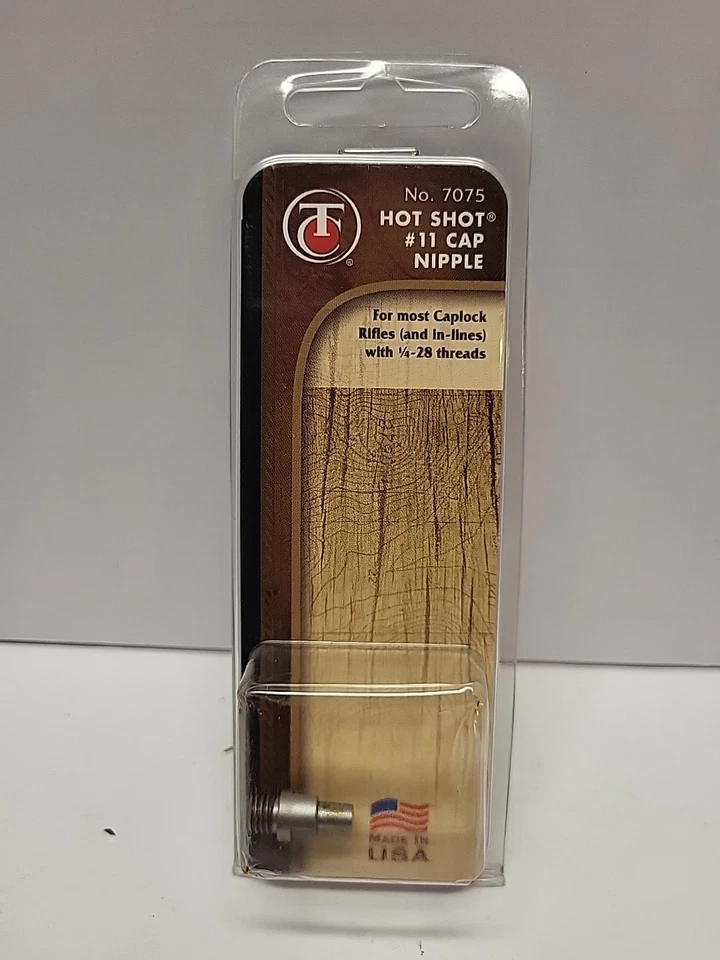 TC®
No. 7075
HOT SHOT®
#11 CAP
NIPPLE
For most Caplock
Rifles (and in-lines)
with ¼-28 threads
MADE IN
USA